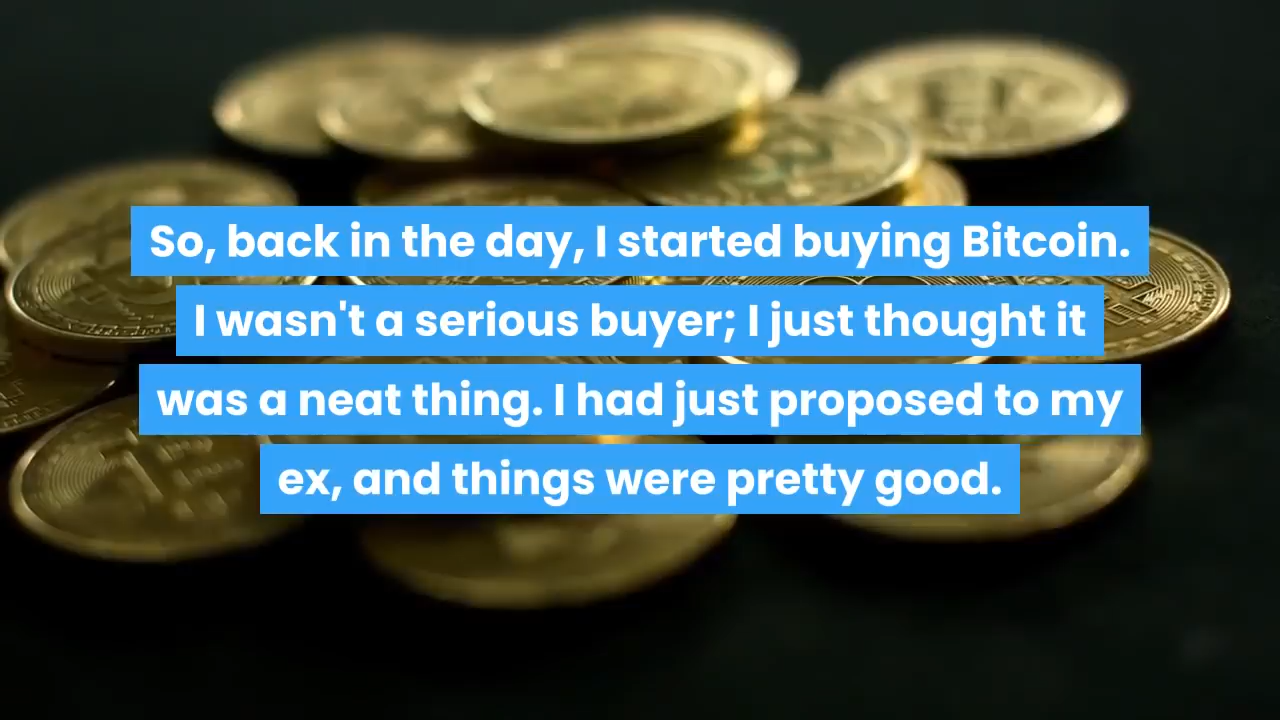 So, back in the day, I started buying Bitcoin.
I wasn't a serious buyer; I just thought it
was a neat thing. I had just proposed to my
ex, and things were pretty good.